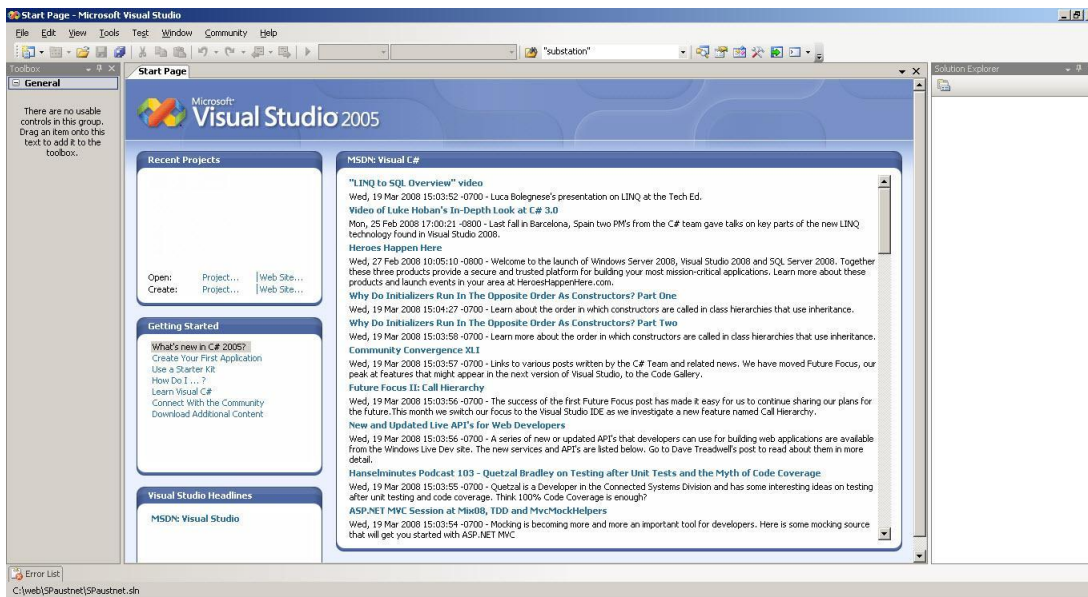 Start Page - Microsoft Visual Studio
File Edit View Tools Test Window Community Help
"substation"
Toolbox
General
There are no usable
controls in this group.
Drag an item onto this
text to add it to the
toolbox.
Start Page
Microsoft
Visual Studio 2005
Recent Projects
Open: Project... Web Site...
Create: Project... Web Site...
Getting Started
What's new in C# 2005?
Create Your First Application
Use a Starter Kit
How Do I ... ?
Learn Visual C#
Connect With the Community
Download Additional Content
Visual Studio Headlines
MSDN: Visual Studio
MSDN: Visual C#
"LINQ to SQL Overview" video
Wed, 19 Mar 2008 15:03:52 -0700 - Luca Bolegnese's presentation on LINQ at the Tech Ed.
Video of Luke Hoban's In-Depth Look at C# 3.0
Mon, 25 Feb 2008 17:00:21 -0800 - Last fall in Barcelona, Spain two PM's from the C# team gave talks on key parts of the new LINQ
technology found in Visual Studio 2008.
Heroes Happen Here
Wed, 27 Feb 2008 10:05:10 -0800 - Welcome to the launch of Windows Server 2008, Visual Studio 2008 and SQL Server 2008. Together
these three products provide a secure and trusted platform for building your most mission-critical applications. Learn more about these
products and launch events in your area at HeroesHappenHere.com.
Why Do Initializers Run In The Opposite Order As Constructors? Part One
Wed, 19 Mar 2008 15:04:27 -0700 - Learn about the order in which constructors are called in class hierarchies that use inheritance.
Why Do Initializers Run In The Opposite Order As Constructors? Part Two
Wed, 19 Mar 2008 15:03:58 -0700 - Learn more about the order in which constructors are called in class hierarchies that use inheritance.
Community Convergence XLI
Wed, 19 Mar 2008 15:03:57 -0700 - Links to various posts written by the C# Team and related news. We have moved Future Focus, our
peak at features that might appear in the next version of Visual Studio, to the Code Gallery.
Future Focus II: Call Hierarchy
Wed, 19 Mar 2008 15:03:56 -0700 - The success of the first Future Focus post has made it easy for us to continue sharing our plans for
the future.This month we switch our focus to the Visual Studio IDE as we investigate a new feature named Call Hierarchy.
New and Updated Live API's for Web Developers
Wed, 19 Mar 2008 15:03:56 -0700 - A series of new or updated API's that developers can use for building web applications are available
from the Windows Live Dev site. The new services and API's are listed below. Go to Dave Treadwell's post to read about them in more
detail.
Hanselminutes Podcast 103 - Quetzal Bradley on Testing after Unit Tests and the Myth of Code Coverage
Wed, 19 Mar 2008 15:03:55 -0700 - Quetzal is a Developer in the Connected Systems Division and has some interesting ideas on testing
after unit testing and code coverage. Think 100% Code Coverage is enough?
ASP.NET MVC Session at Mix08, TDD and MvcMockHelpers
Wed, 19 Mar 2008 15:03:54 -0700 - Mocking is becoming more and more an important tool for developers. Here is some mocking source
that will get you started with ASP.NET MVC
Solution Explorer
Error List
C:\web\SPaustnet\SPaustnet.sln